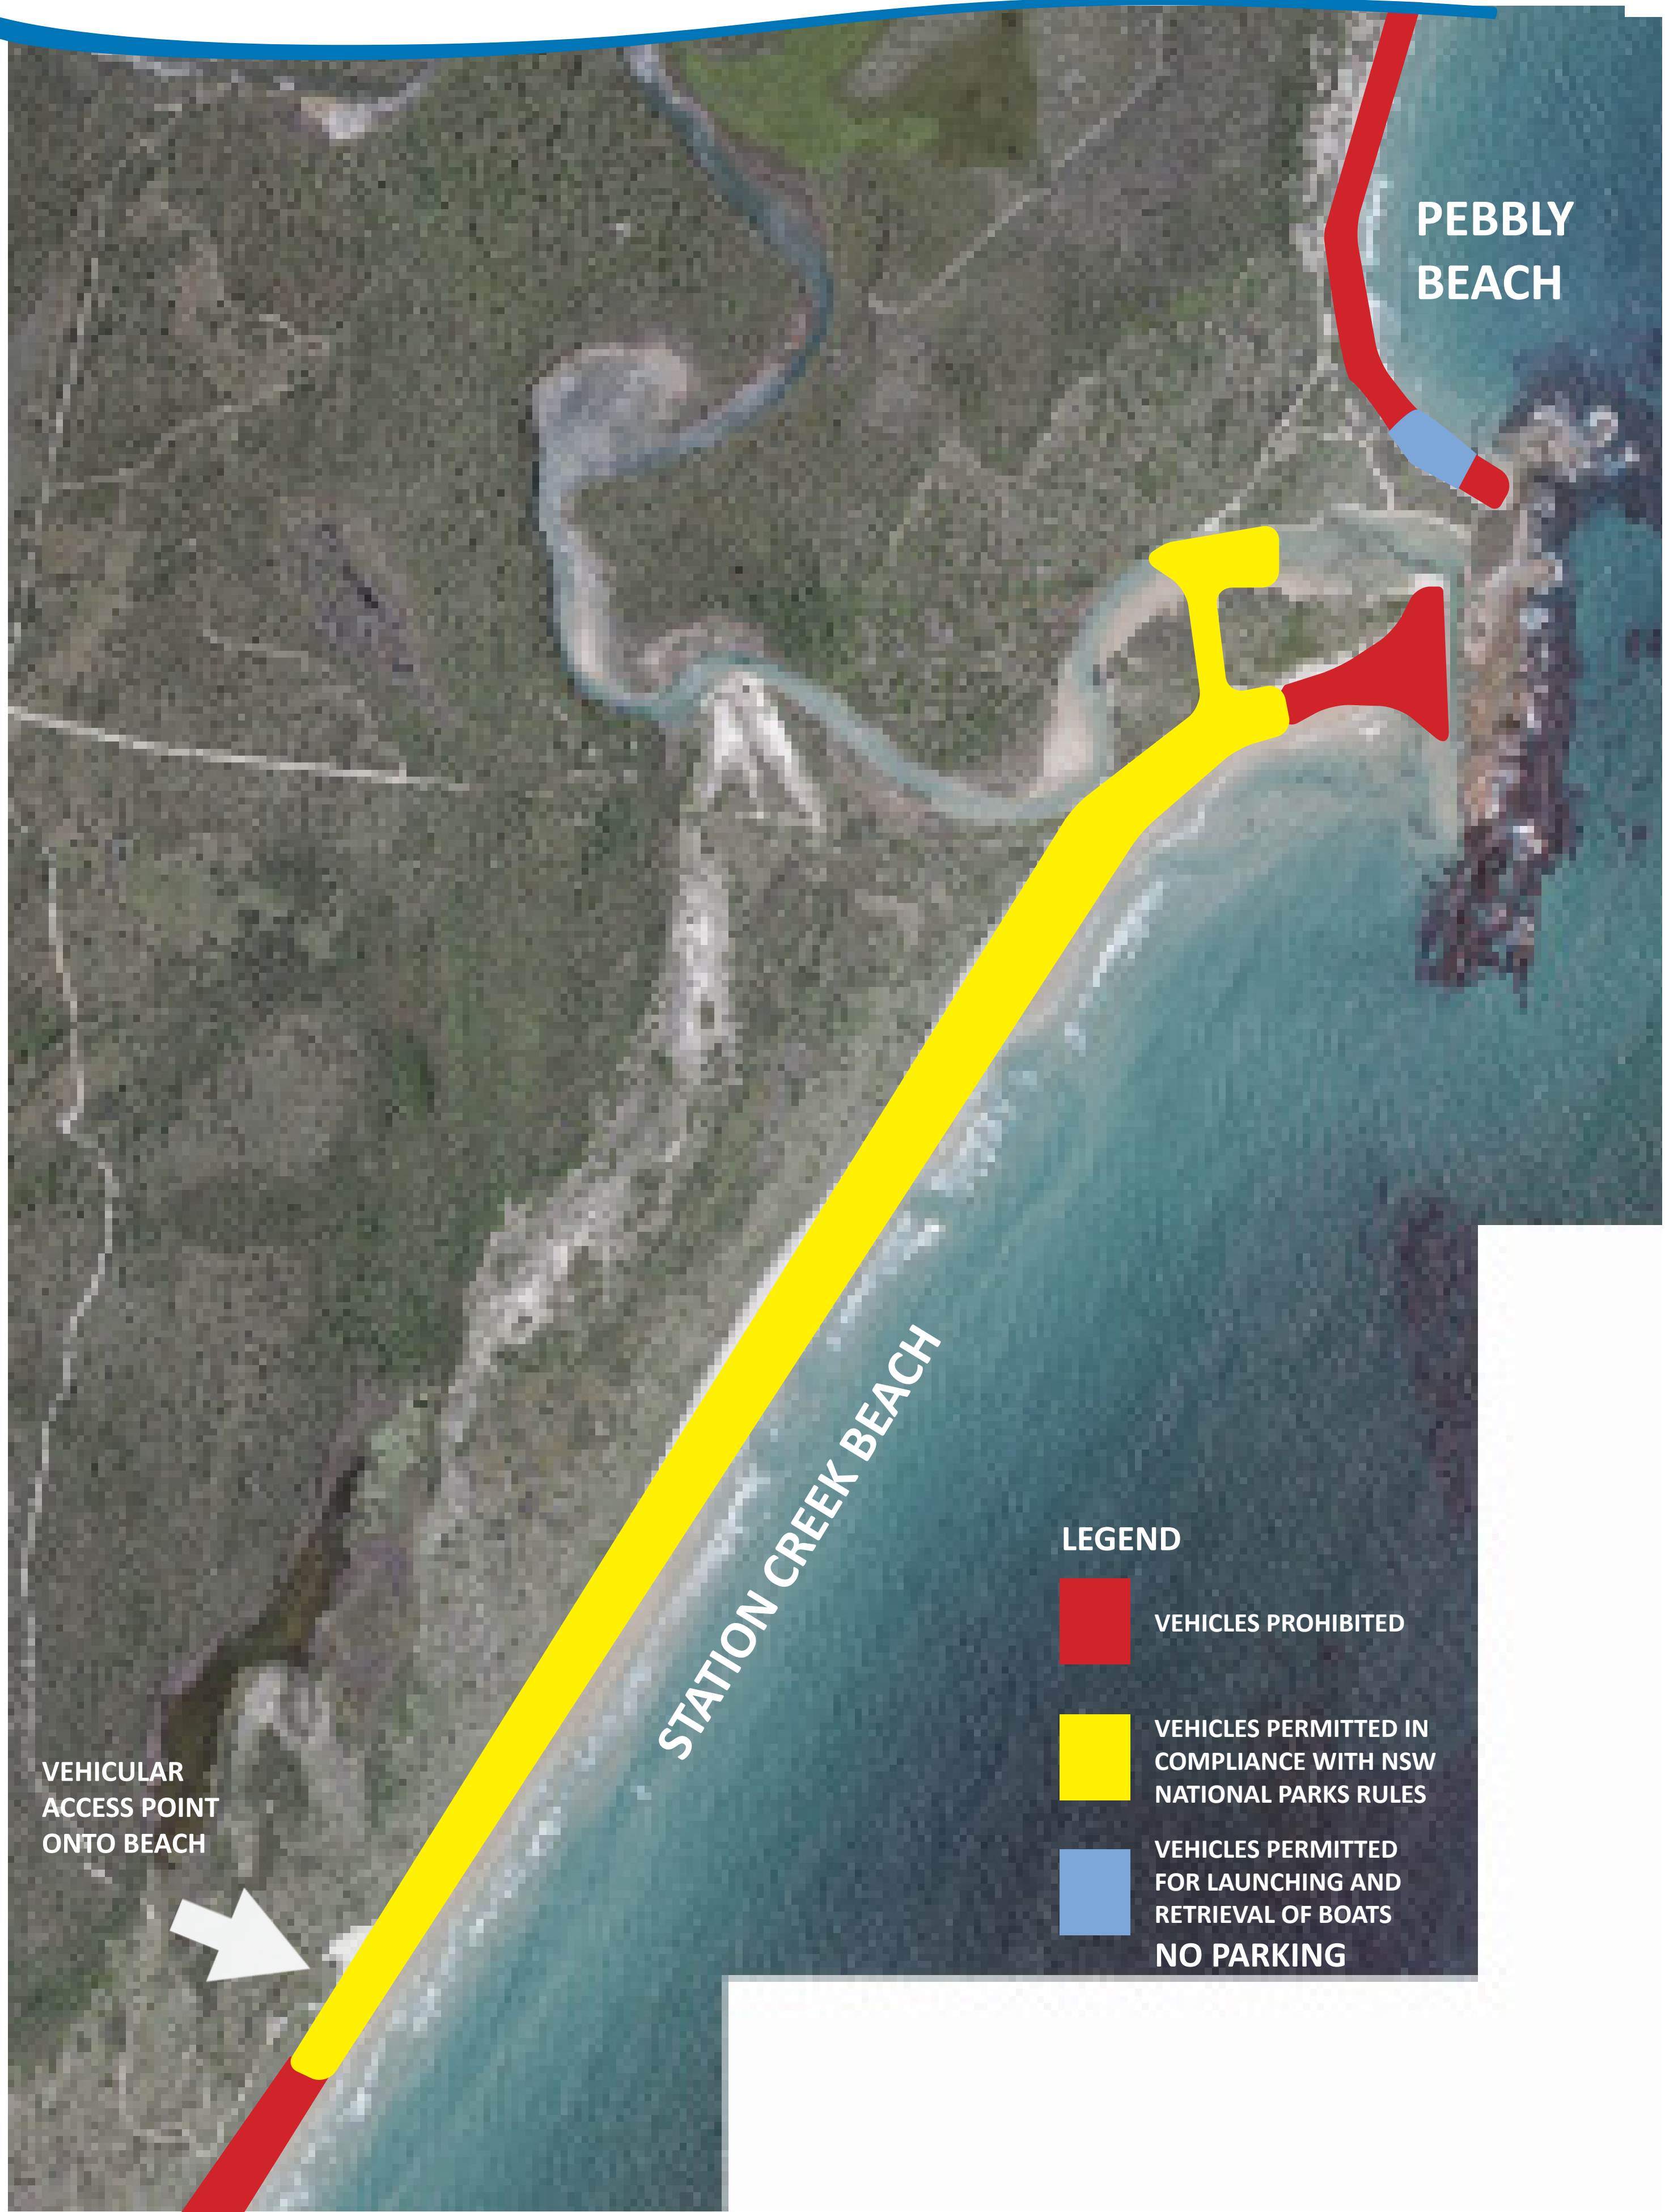 PEBBLY
BEACH
STATION CREEK BEACH
LEGEND
VEHICLES PROHIBITED
VEHICLES PERMITTED IN
COMPLIANCE WITH NSW
NATIONAL PARKS RULES
VEHICLES PERMITTED
FOR LAUNCHING AND
RETRIEVAL OF BOATS
NO PARKING
VEHICULAR
ACCESS POINT
ONTO BEACH